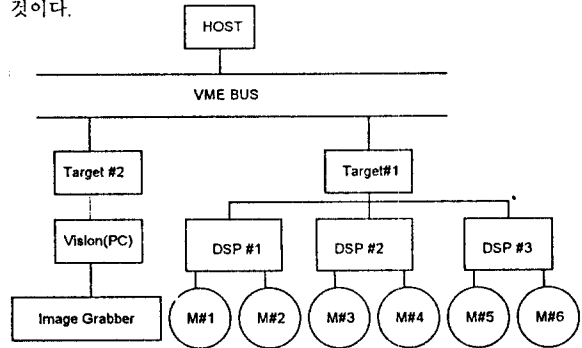 것이다.
HOST
VME BUS
Target #2
Target#1
Vision(PC)
DSP #1
DSP #2
DSP #3
Image Grabber
M#1
M#2
M#3
M#4
M#5
M#6